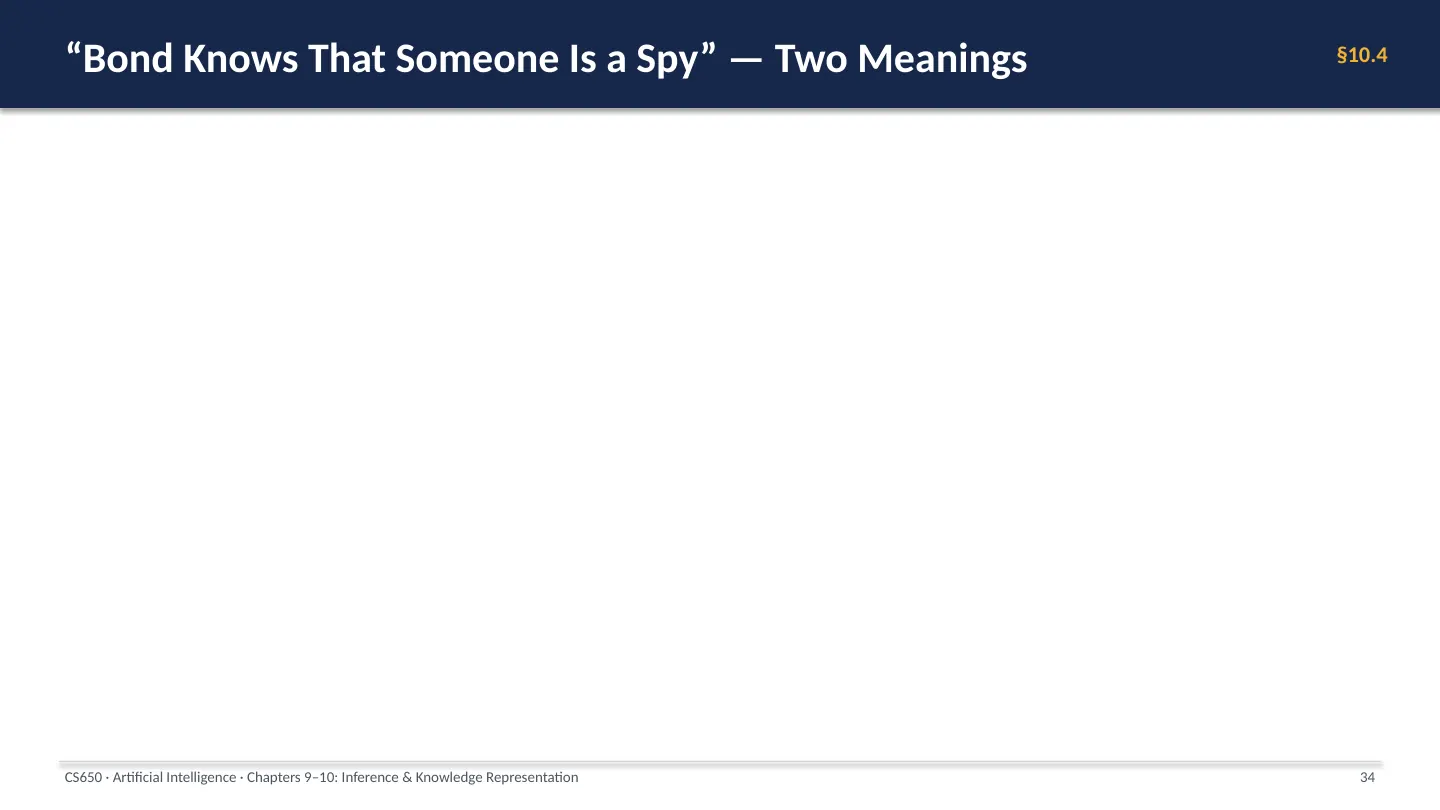 “Bond Knows That Someone Is a Spy” — Two Meanings
§10.4
CS650 · Artificial Intelligence · Chapters 9–10: Inference & Knowledge Representation
34